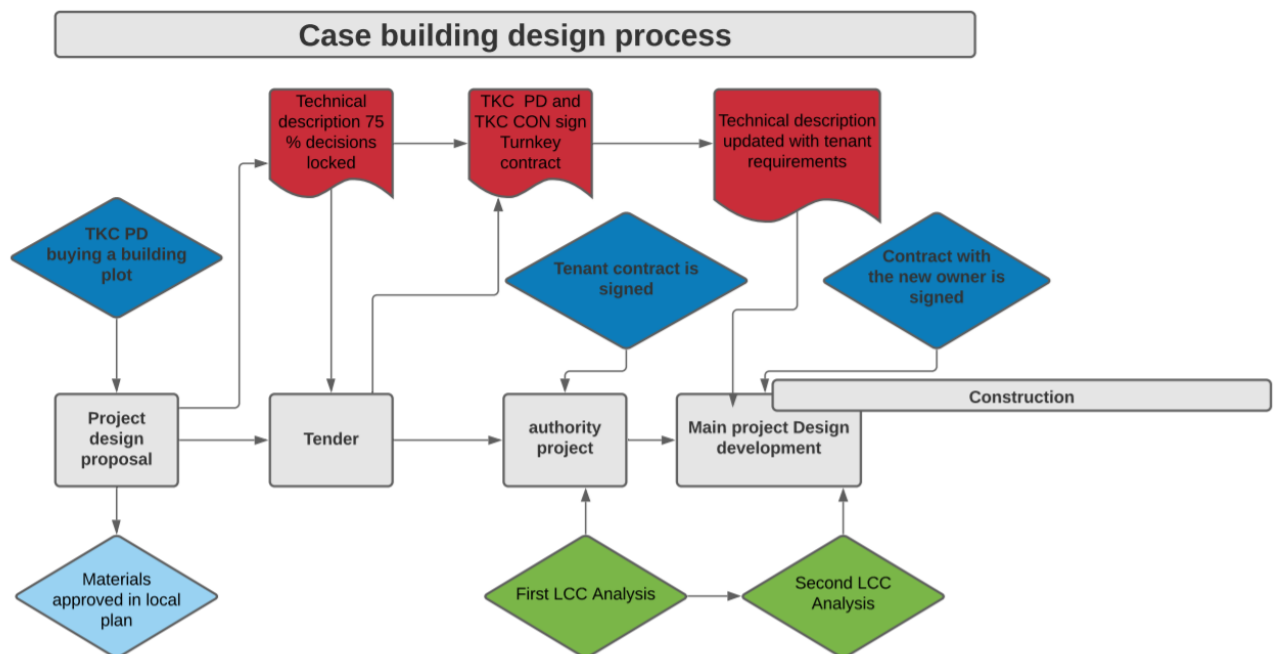 Case building design process
Technical
description 75
% decisions
locked
TKC PD and
TKC CON sign
Turnkey
contract
Technical description
updated with tenant
requirements
TKC PD
buying a building
plot
Tenant contract is
signed
Contract with
the new owner is
signed
Construction
Project
design
proposal
Tender
authority
project
Main project Design
development
Materials
approved in local
plan
First LCC Analysis
Second LCC
Analysis